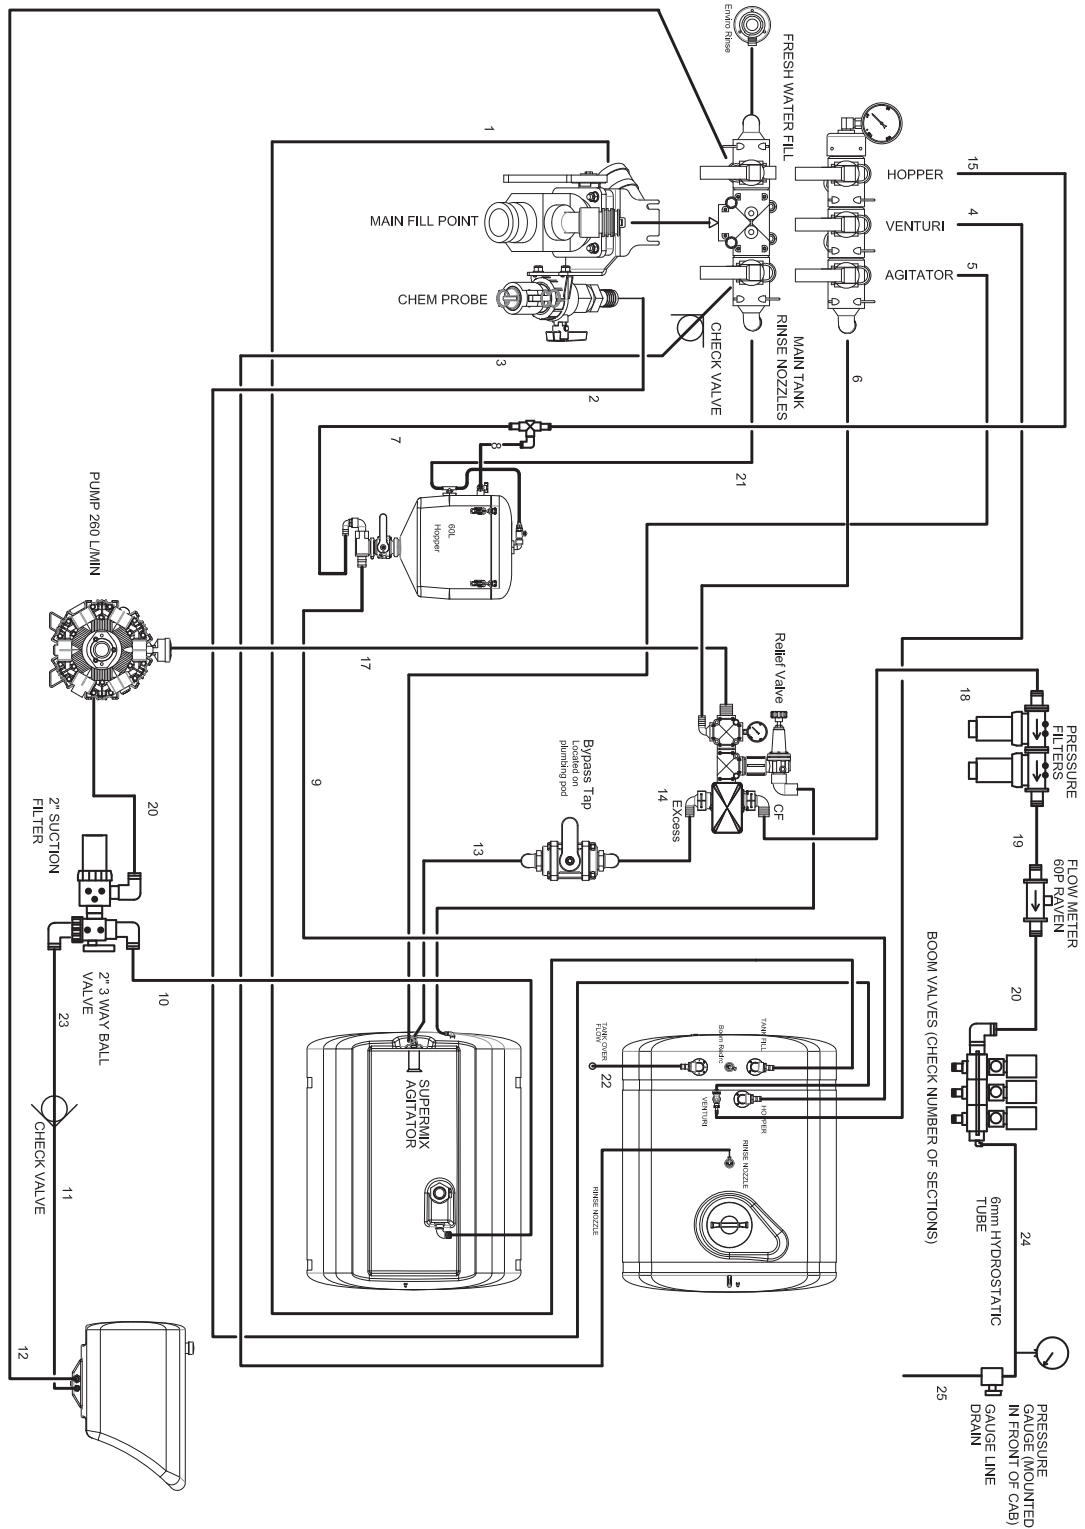 Enviro Rinse
FRESH WATER FILL
HOPPER
15
VENTURI
4
AGITATOR
5
1
MAIN FILL POINT
CHEM PROBE
CHECK VALVE
MAIN TANK
RINSE NOZZLES
6
3
2
7
8
21
60L
Hopper
PUMP 260 L/MIN
17
9
Relief Valve
18
PRESSURE
FILTERS
Bypass Tap
Located on
plumbing pod
14
EXcess
CF
13
19
FLOW METER
60P RAVEN
20
2" SUCTION
FILTER
20
2" 3 WAY BALL
VALVE
10
23
BOOM VALVES (CHECK NUMBER OF SECTIONS)
TANK OVER
FLOW
22
Boom Redrc
TANK FILL
VENTURI
HOPPER
RINSE NOZZLE
RINSE NOZZLE
SUPERMIX
AGITATOR
CHECK VALVE
11
12
6mm HYDROSTATIC
TUBE
24
25
GAUGE LINE
DRAIN
PRESSURE
GAUGE (MOUNTED
IN FRONT OF CAB)